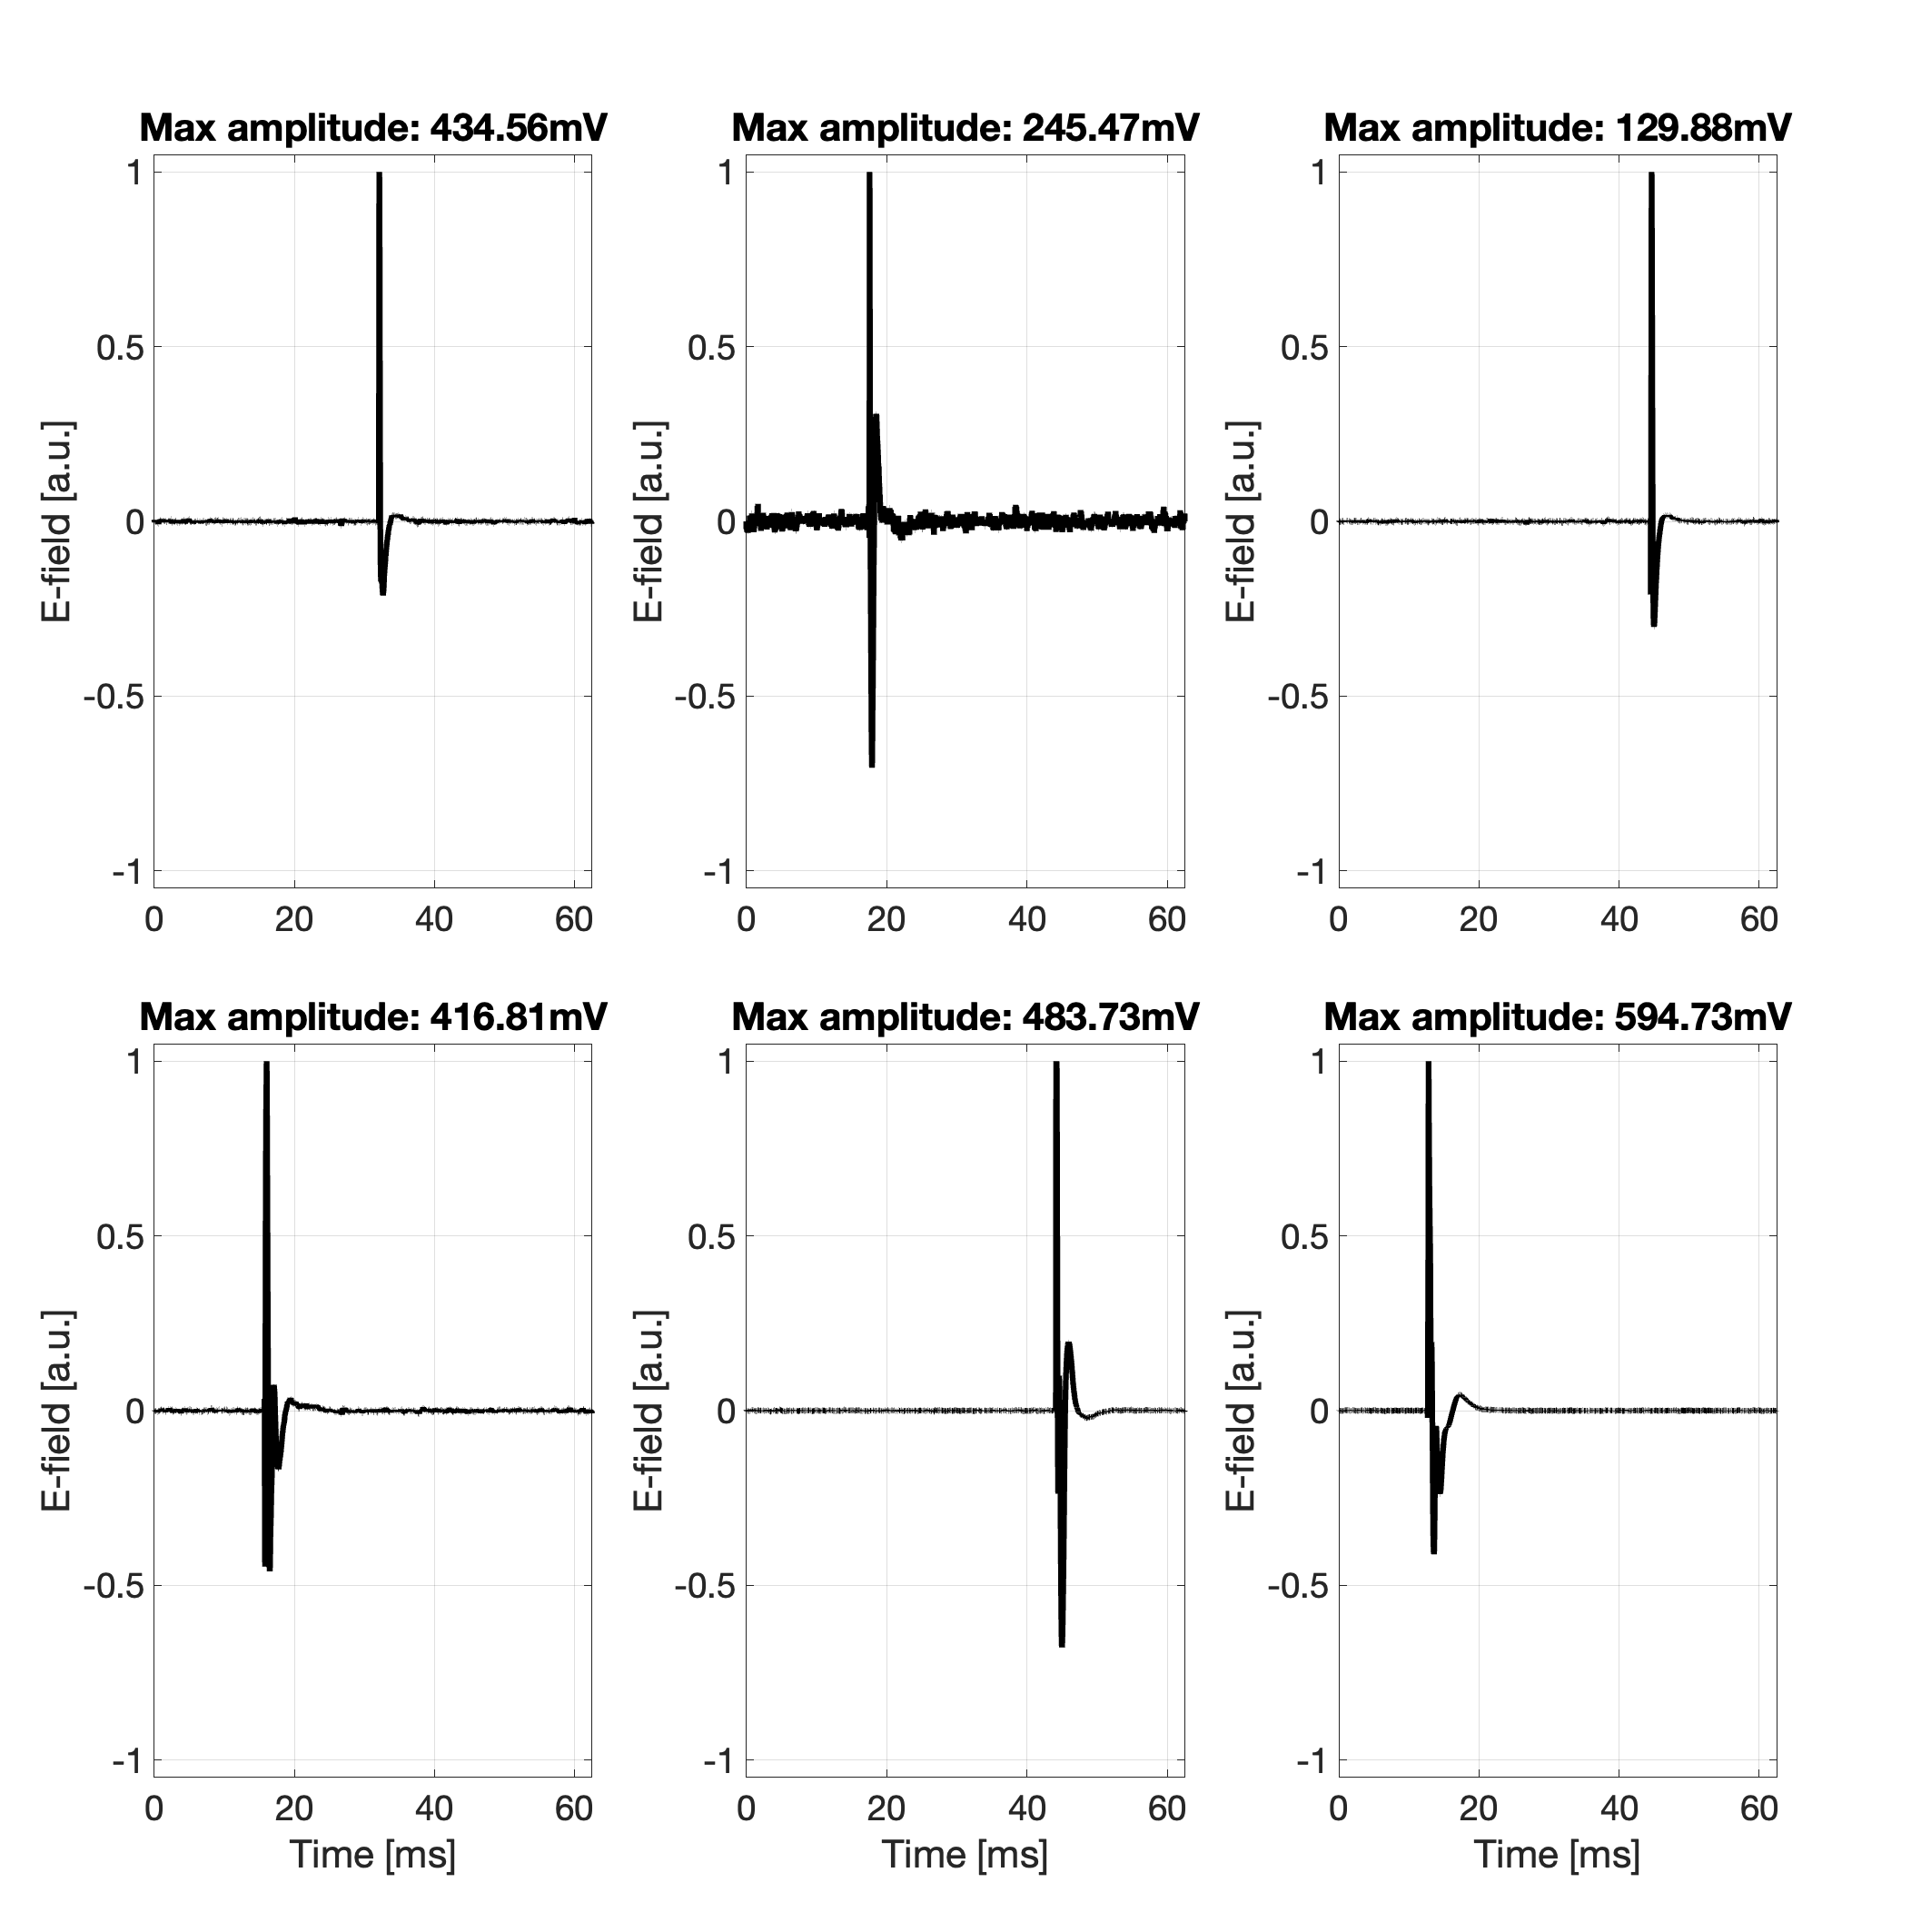 Max amplitude: 434.56mV
1
0.5
0
-0.5
-1
E-field [a.u.]
0 20 40 60
Max amplitude: 245.47mV
1
0.5
0
-0.5
-1
E-field [a.u.]
0 20 40 60
Max amplitude: 129.88mV
1
0.5
0
-0.5
-1
E-field [a.u.]
0 20 40 60
Max amplitude: 416.81mV
1
0.5
0
-0.5
-1
E-field [a.u.]
0 20 40 60
Time [ms]
Max amplitude: 483.73mV
1
0.5
0
-0.5
-1
E-field [a.u.]
0 20 40 60
Time [ms]
Max amplitude: 594.73mV
1
0.5
0
-0.5
-1
E-field [a.u.]
0 20 40 60
Time [ms]